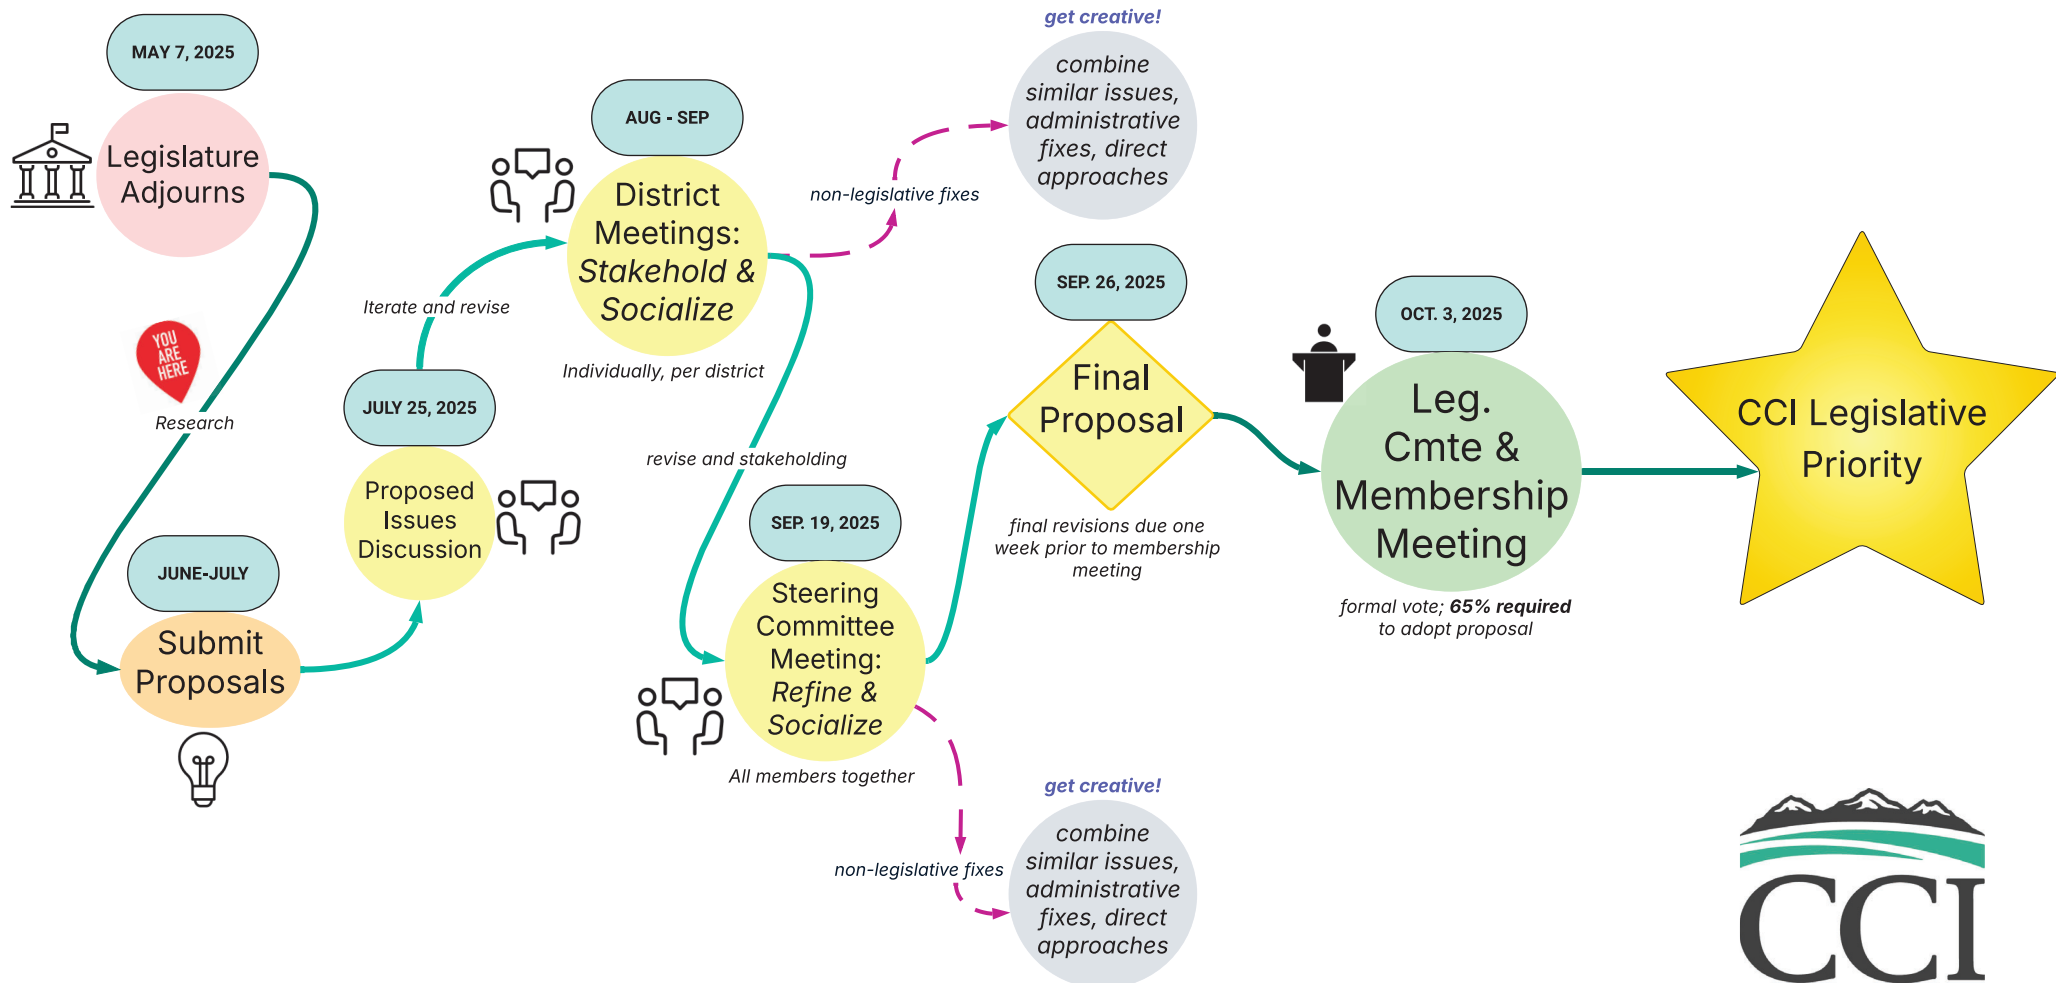 MAY 7, 2025
Legislature
Adjourns
YOU
ARE
HERE
Research
JUNE-JULY
Submit
Proposals
JULY 25, 2025
Proposed
Issues
Discussion
Iterate and revise
AUG - SEP
District
Meetings:
Stakehold &
Socialize
Individually, per district
non-legislative fixes
get creative!
combine
similar issues,
administrative
fixes, direct
approaches
revise and stakeholding
SEP. 19, 2025
Steering
Committee
Meeting:
Refine &
Socialize
All members together
non-legislative fixes
get creative!
combine
similar issues,
administrative
fixes, direct
approaches
SEP. 26, 2025
Final
Proposal
final revisions due one
week prior to membership
meeting
OCT. 3, 2025
Leg.
Cmte &
Membership
Meeting
formal vote; 65% required
to adopt proposal
CCI Legislative
Priority
CCI